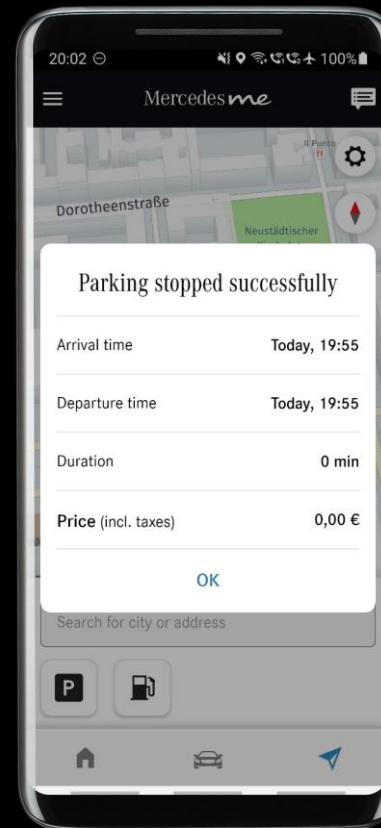 20:02 100%
Mercedes me
Il Punto
Dorotheenstraße
Neustädtischer
Parking stopped successfully
Arrival time Today, 19:55
Departure time Today, 19:55
Duration 0 min
Price (incl. taxes) 0,00 €
OK
Search for city or address
P